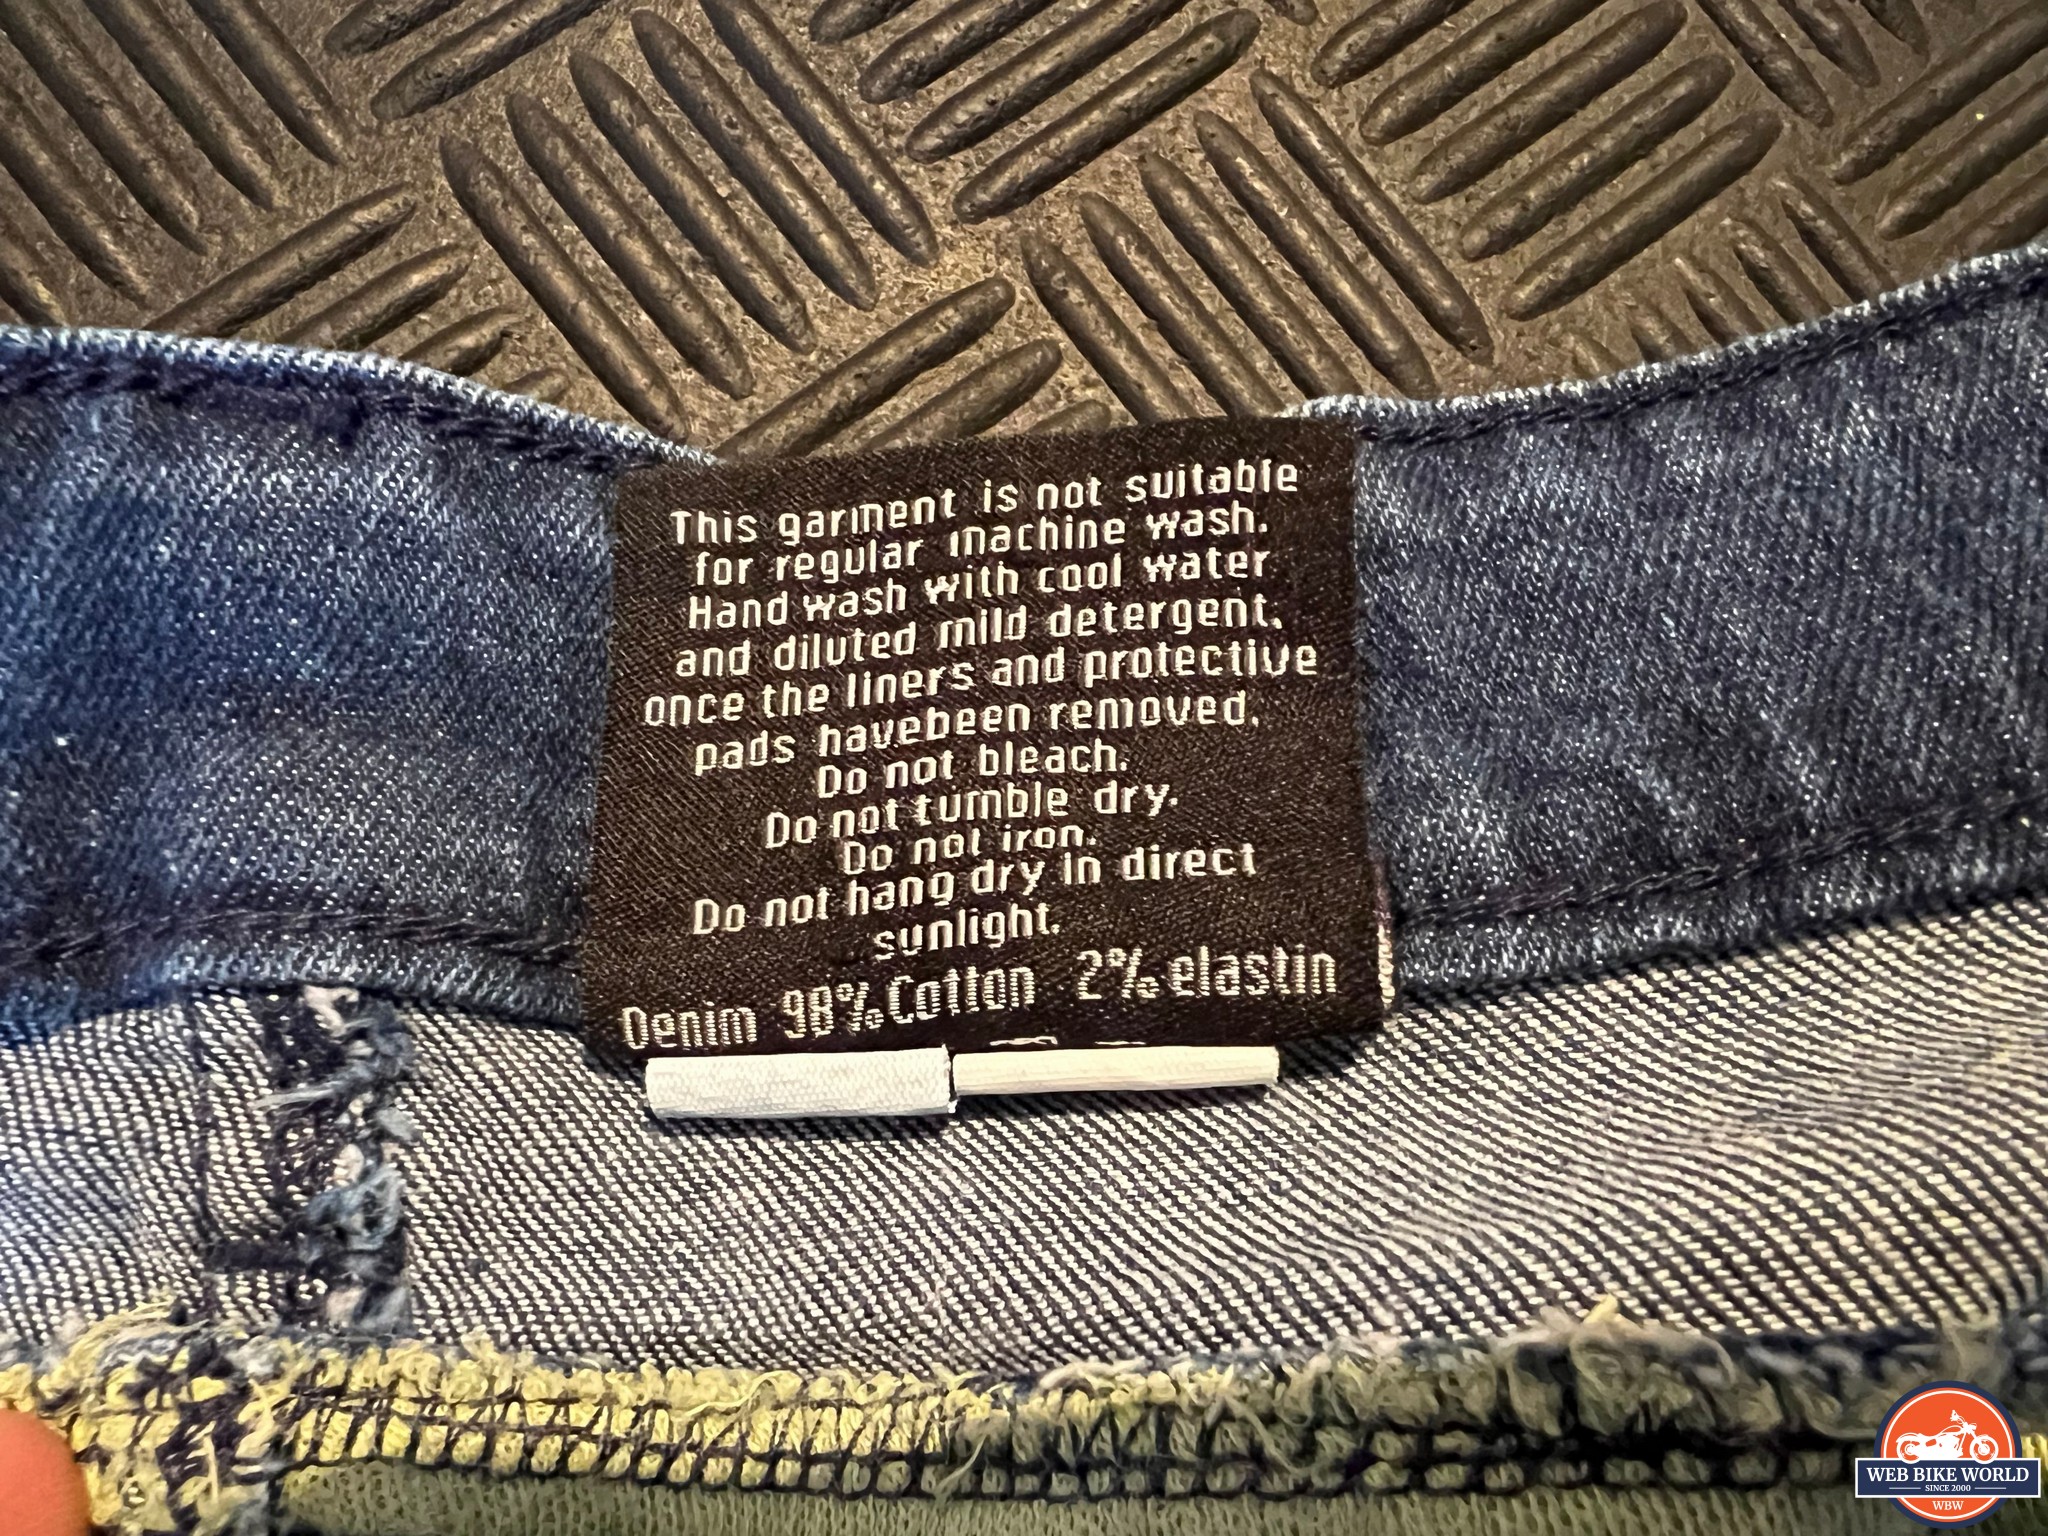 This garment is not suitable
for regular machine wash.
Hand wash with cool water
and diluted mild detergent.
once the liners and protective
pads havebeen removed.
Do not bleach.
Do not tumble dry.
Do not iron.
Do not hang dry in direct
sunlight.
Denim 98% Cotton 2% elastin
WEB BIKE WORLD
SINCE 2000
WBW